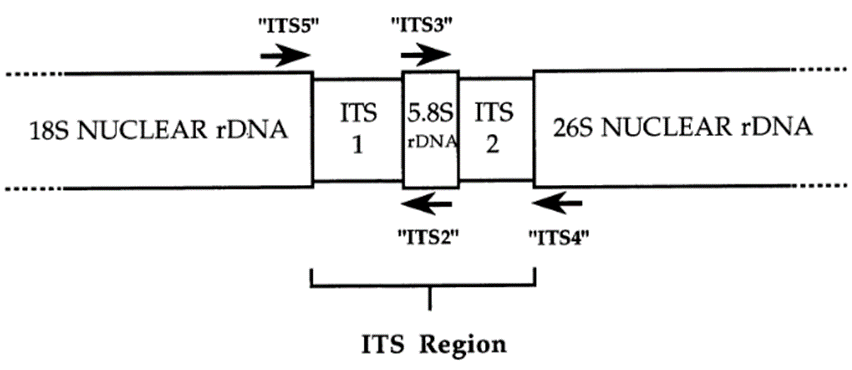 "ITS5" "ITS3"
18S NUCLEAR rDNA
ITS
1
5.8S
rDNA
ITS
2
26S NUCLEAR rDNA
"ITS2" "ITS4"
ITS Region